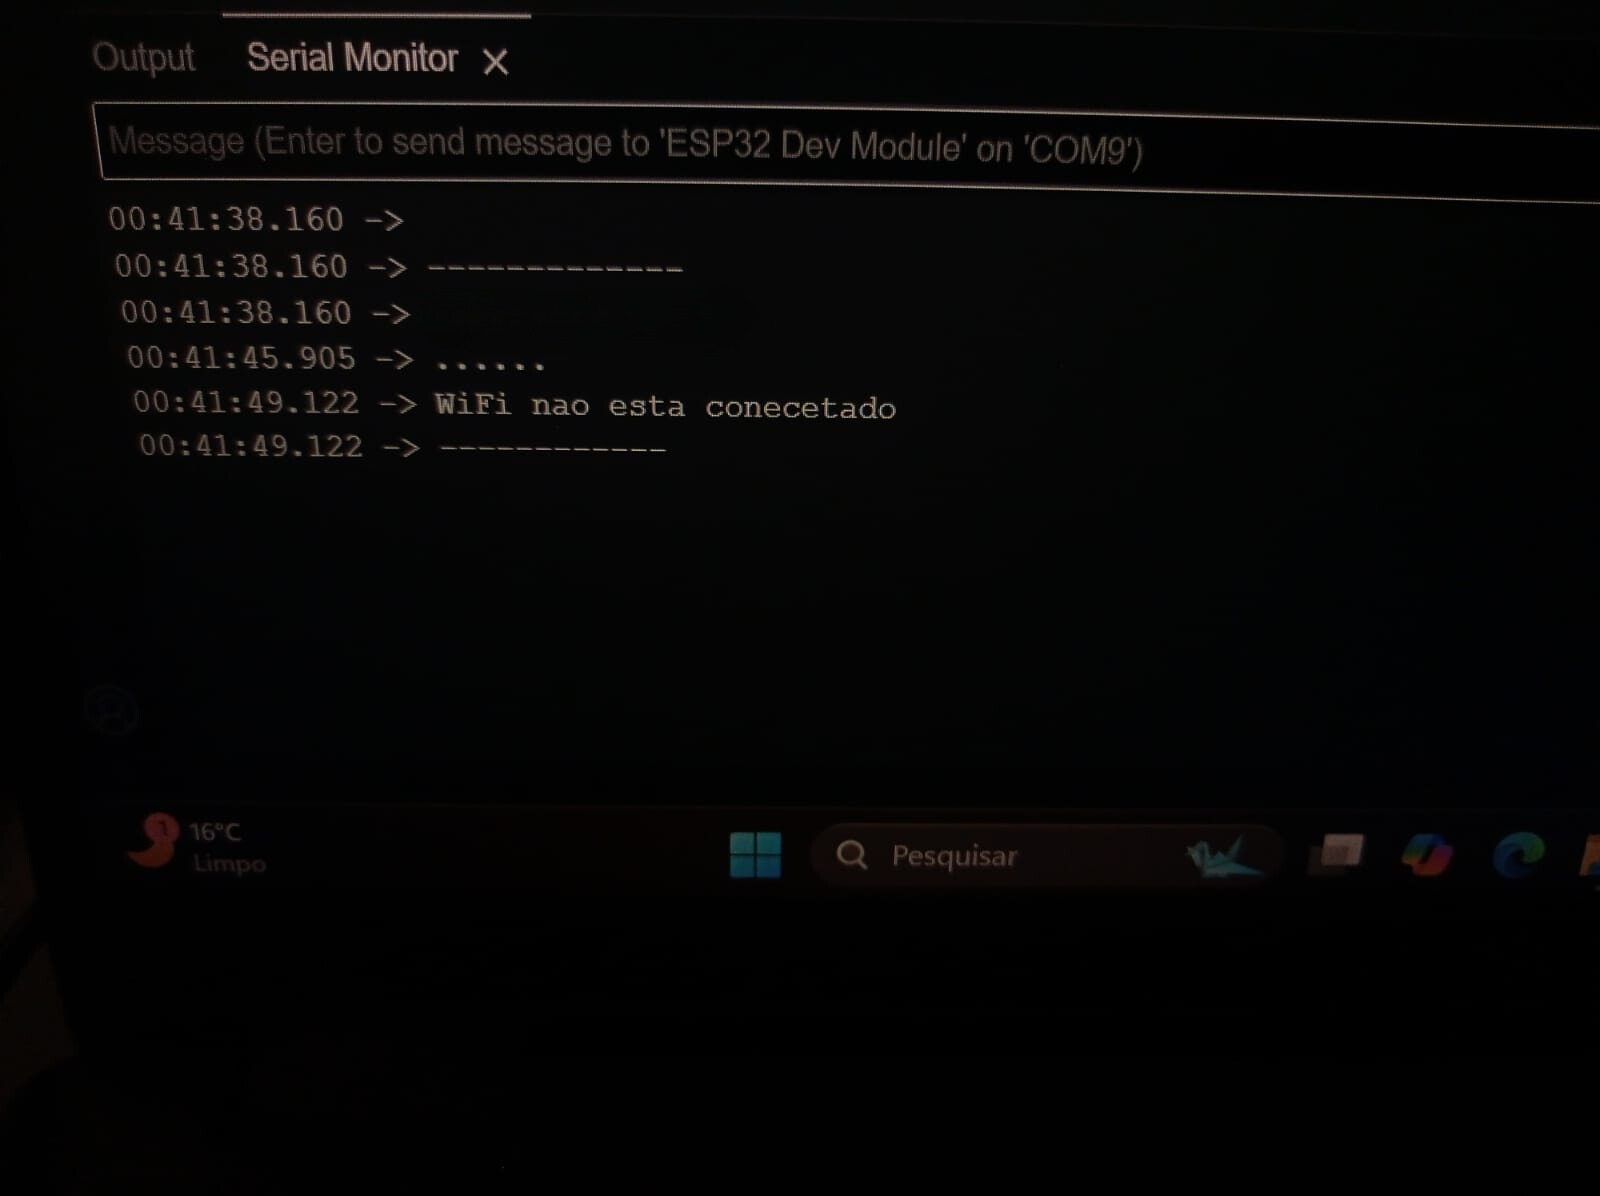 Output Serial Monitor X
Message (Enter to send message to 'ESP32 Dev Module' on 'COM9')
00:41:38.160 ->
00:41:38.160 -> -------------
00:41:38.160 ->
00:41:45.905 -> ......
00:41:49.122 -> WiFi nao esta conecetado
00:41:49.122 -> ------------
1
16°C
Limpo
Pesquisar